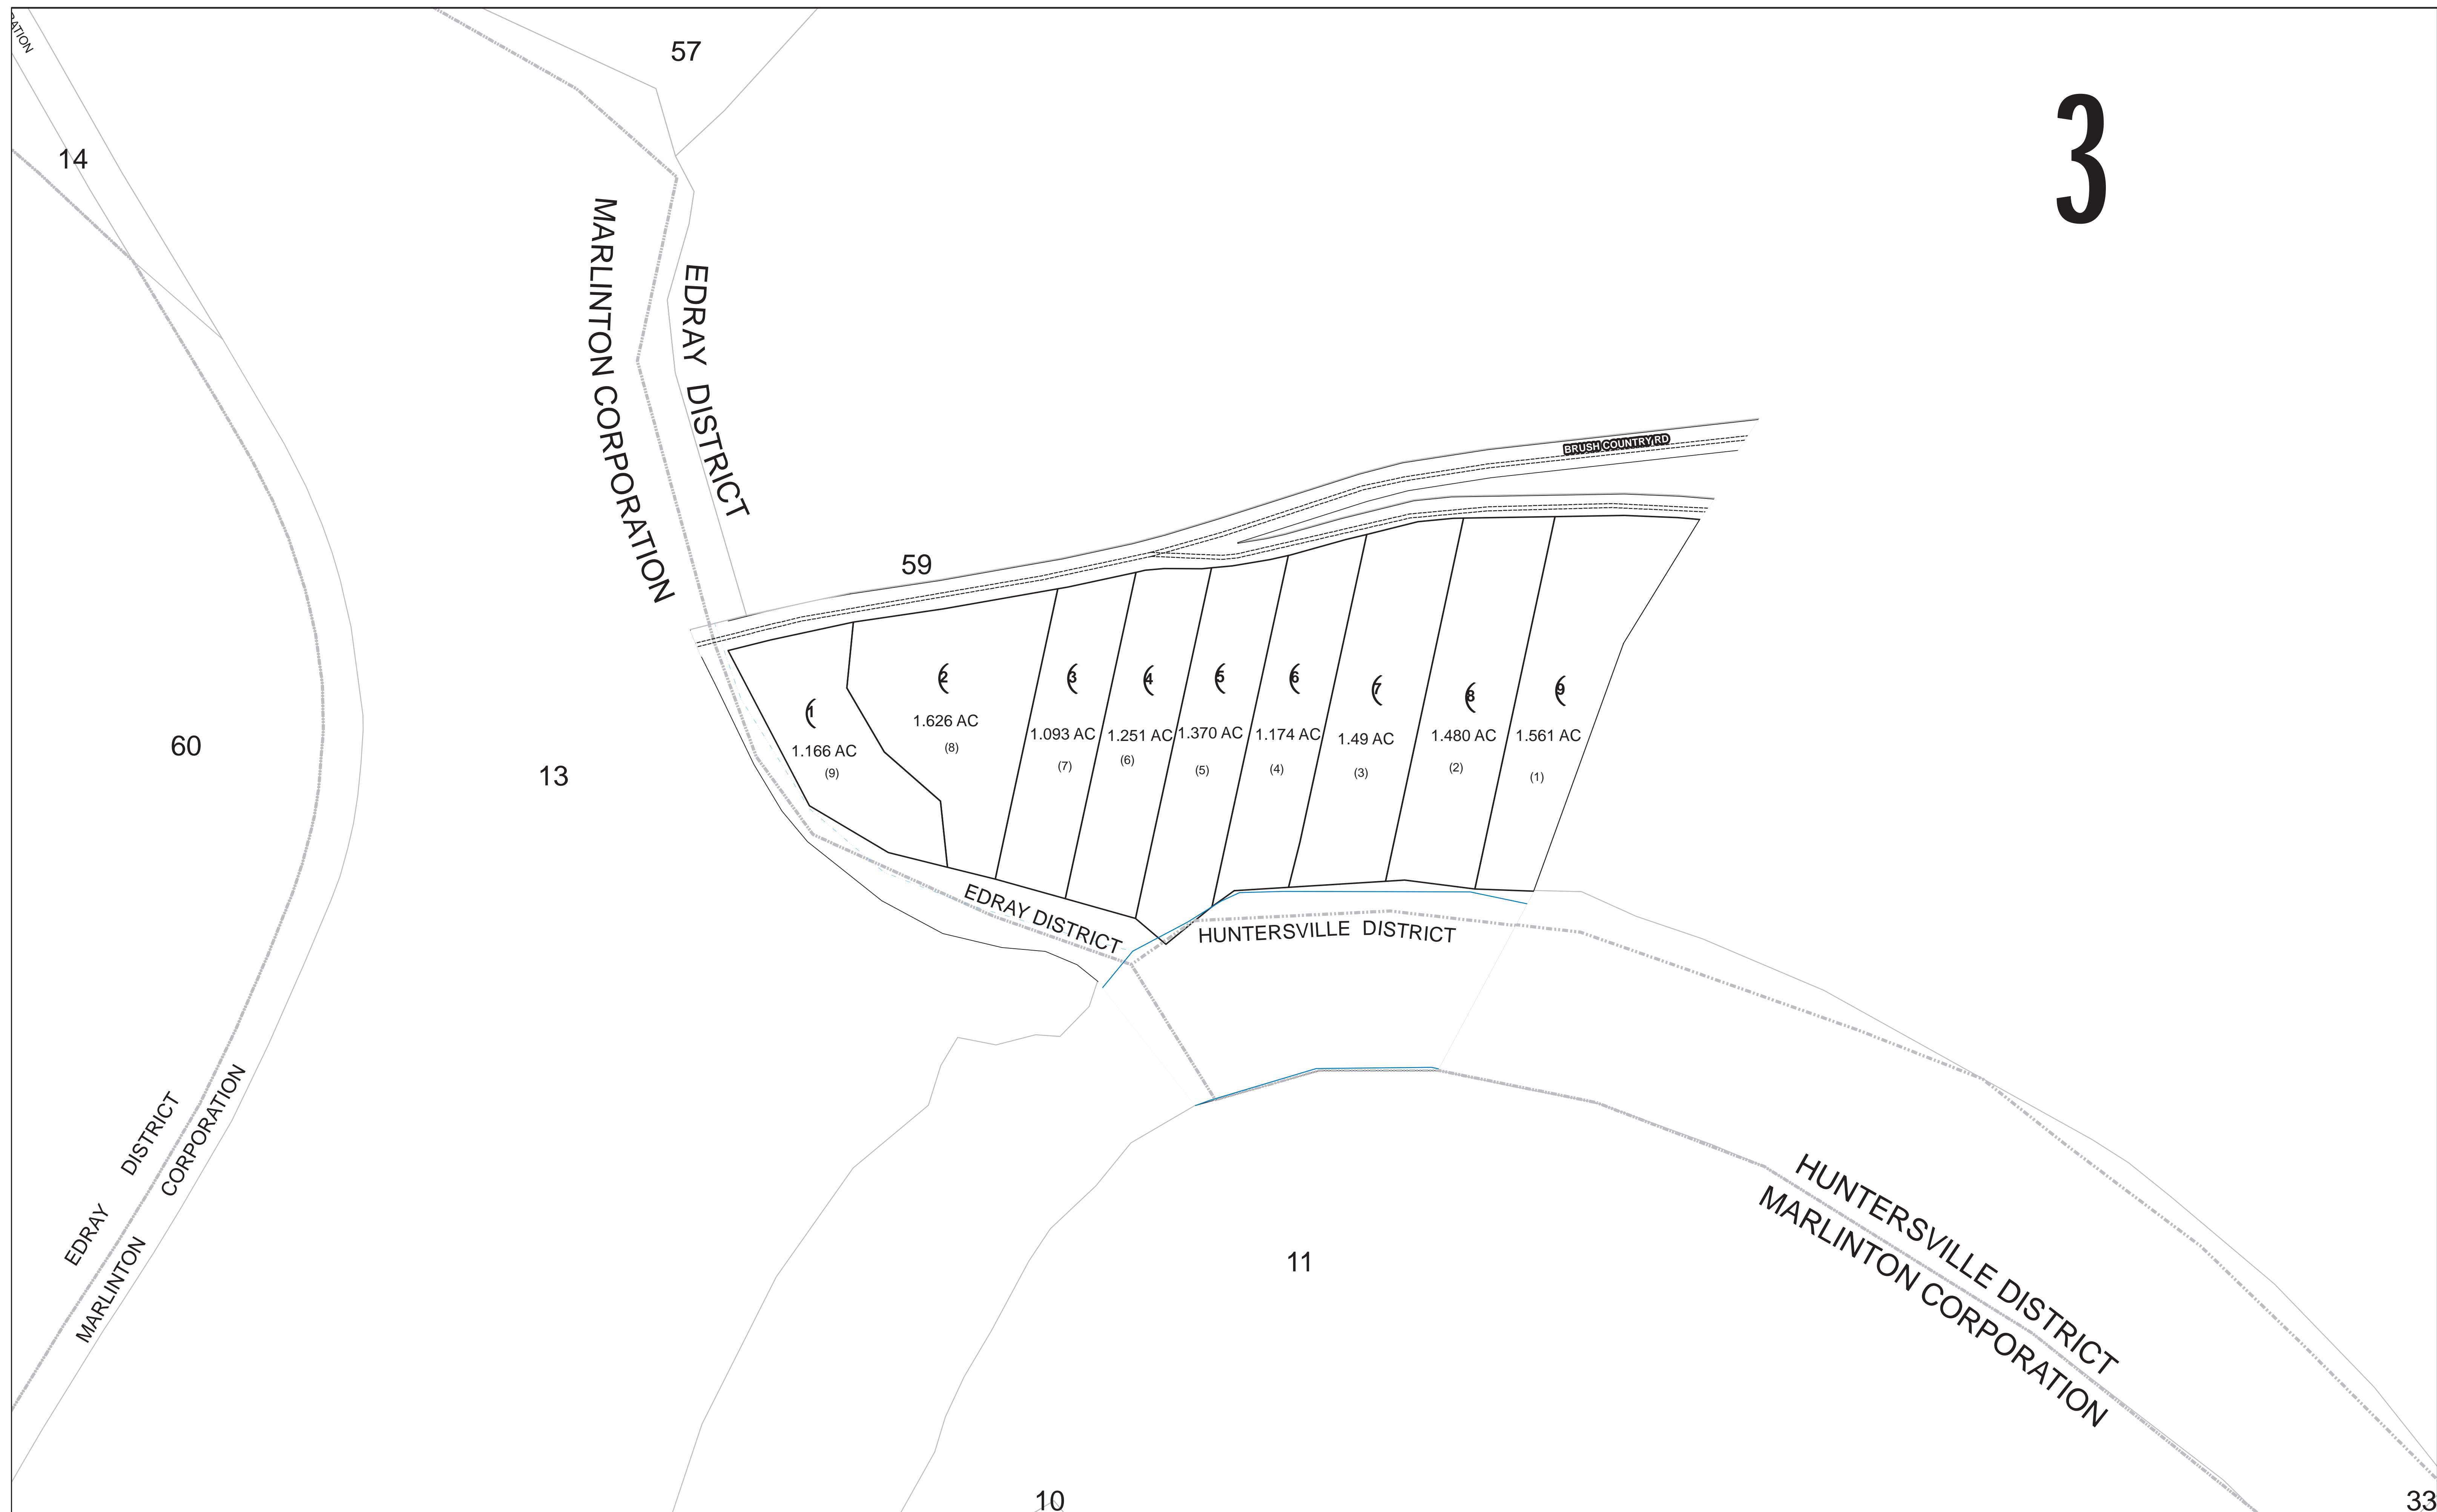 RATION
57
3
14
MARLINTON CORPORATION
EDRAY DISTRICT
BRUSH COUNTRY RD
59
1
1.166 AC
(9)
2
1.626 AC
(8)
3
1.093 AC
(7)
4
1.251 AC
(6)
5
1.370 AC
(5)
6
1.174 AC
(4)
7
1.49 AC
(3)
8
1.480 AC
(2)
9
1.561 AC
(1)
60
13
EDRAY DISTRICT
HUNTERSVILLE DISTRICT
EDRAY DISTRICT
MARLINTON CORPORATION
HUNTERSVILLE DISTRICT
MARLINTON CORPORATION
11
10
33